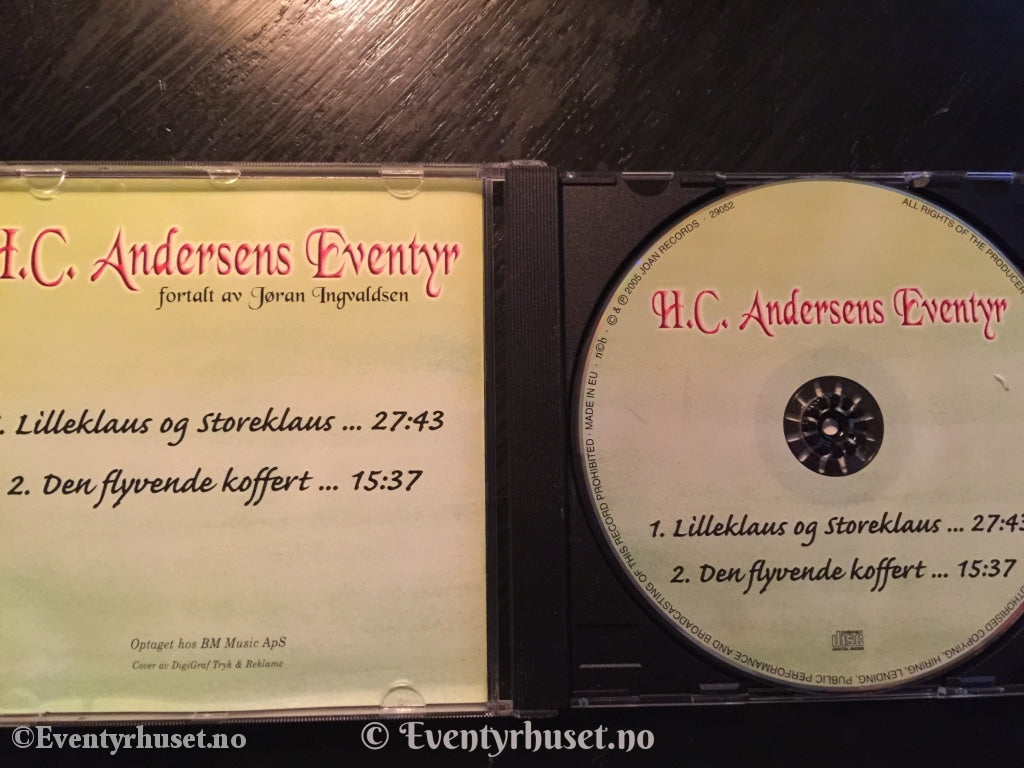 H.C. Andersens Eventyr
fortalt av Jøran Ingvaldsen
. Lilleklaus og Storeklaus ... 27:43
2. Den flyvende koffert ... 15:37
Optaget hos BM Music ApS
Cover av DigiGraf Tryk & Reklame
©Eventyrhuset.no
© Eventyrhuset.no
© & ℗ 2005 JOAN RECORDS · 29052
ALL RIGHTS OF THE PRODUCER
H.C. Andersens Eventyr
1. Lilleklaus og Storeklaus ... 27:43
2. Den flyvende koffert ... 15:37
COMPACT
DISC
DIGITAL AUDIO
COPYING, HIRING, LENDING, PUBLIC PERFORMANCE AND BROADCASTING OF THIS RECORD PROHIBITED · MADE IN EU · n©b ·